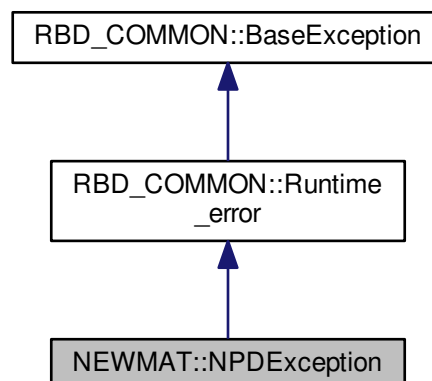 RBD_COMMON::BaseException
RBD_COMMON::Runtime
_error
NEWMAT::NPDException